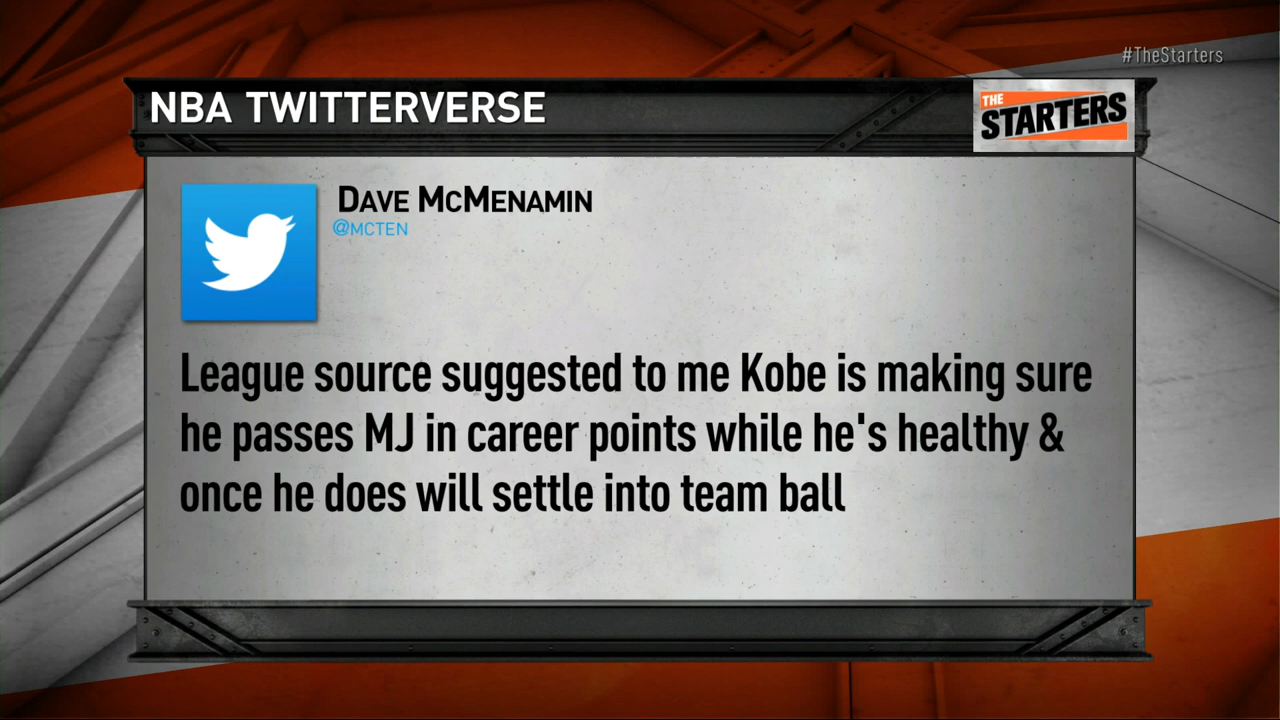 #TheStarters
NBA TWITTERVERSE
THE
STARTERS
DAVE MCMENAMIN
@MCTEN
League source suggested to me Kobe is making sure
he passes MJ in career points while he's healthy &
once he does will settle into team ball